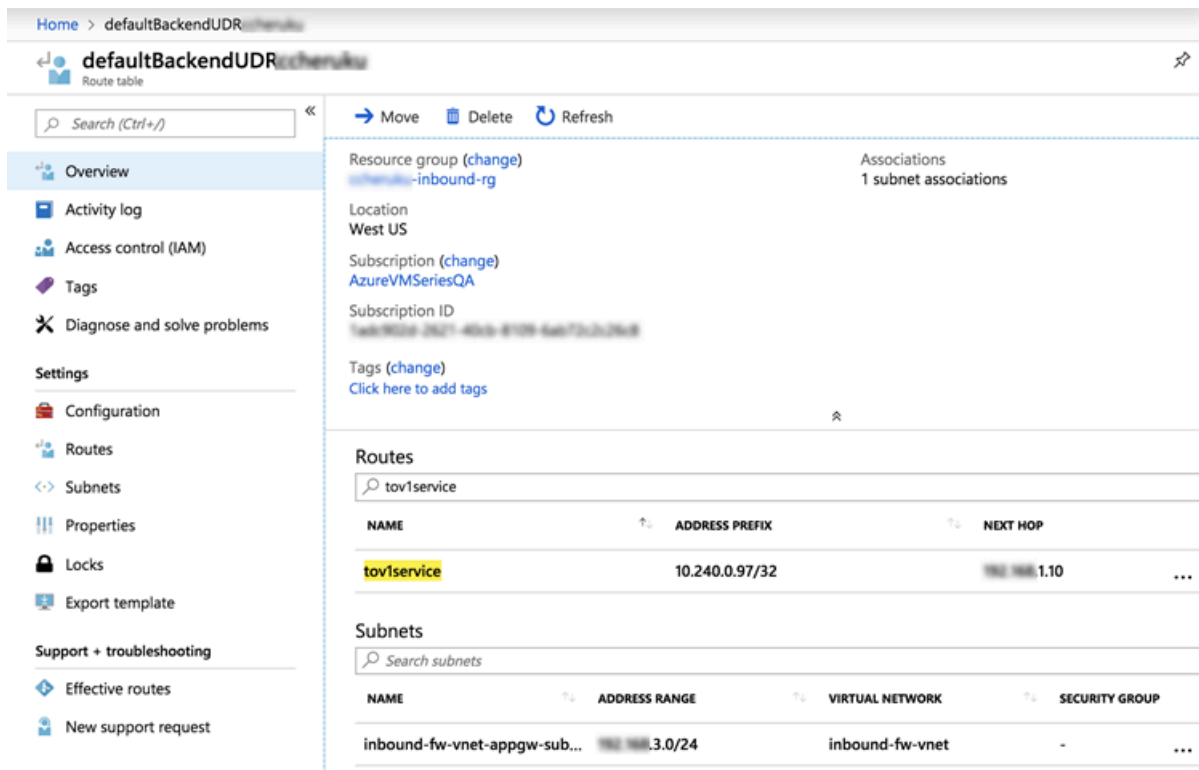 Home > defaultBackendUDR
defaultBackendUDR
Route table
Search (Ctrl+/)
«
Overview
Activity log
Access control (IAM)
Tags
Diagnose and solve problems
Settings
Configuration
Routes
Subnets
Properties
Locks
Export template
Support + troubleshooting
Effective routes
New support request
Move Delete Refresh
Resource group (change)
-inbound-rg
Associations
1 subnet associations
Location
West US
Subscription (change)
AzureVMSeriesQA
Subscription ID
Tags (change)
Click here to add tags
Routes
tov1service
NAME ADDRESS PREFIX NEXT HOP
tov1service 10.240.0.97/32 .1.10 ...
Subnets
Search subnets
NAME ADDRESS RANGE VIRTUAL NETWORK SECURITY GROUP
inbound-fw-vnet-appgw-sub... .3.0/24 inbound-fw-vnet - ...